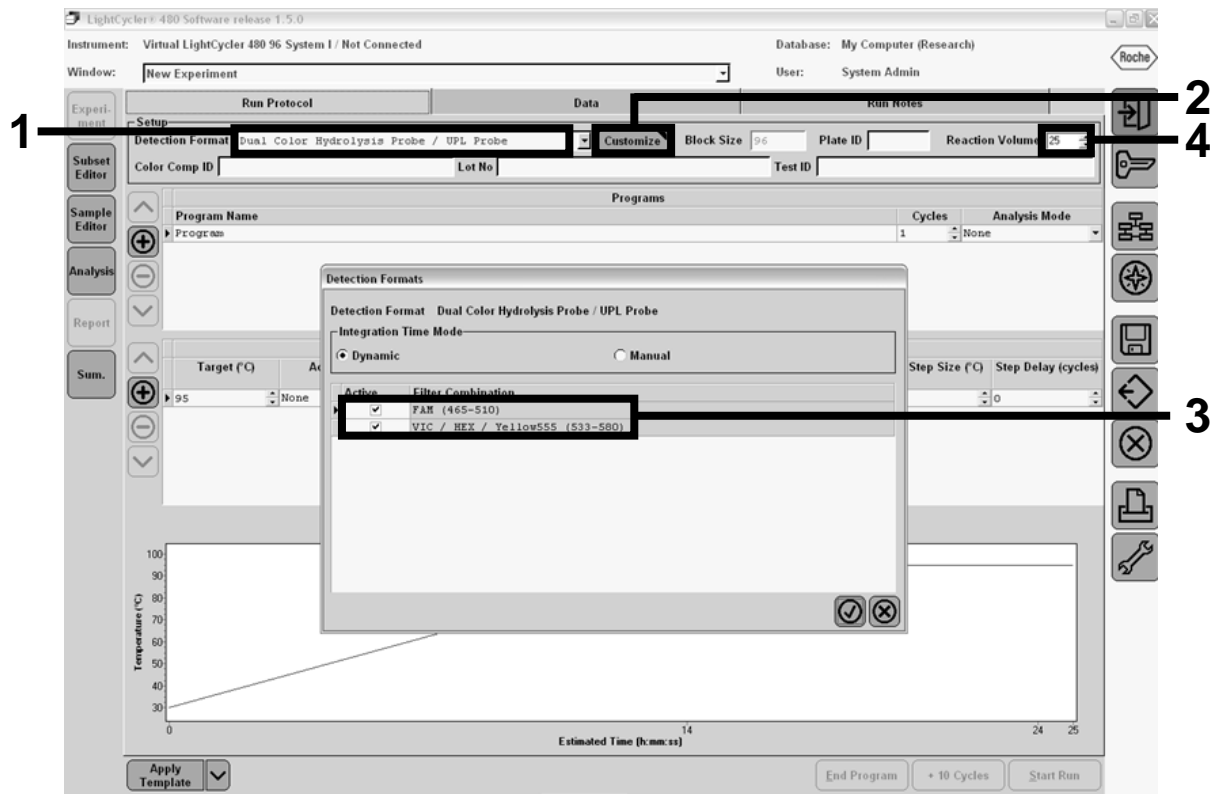 LightCycler® 480 Software release 1.5.0
Instrument: Virtual LightCycler 480 96 System I / Not Connected Database: My Computer (Research)
Roche
Window: New Experiment User: System Admin
Experi-
ment
Run Protocol Data Run Notes
2
1
Setup
Detection Format Dual Color Hydrolysis Probe / UPL Probe Customize Block Size 96 Plate ID Reaction Volume 25
4
Color Comp ID Lot No Test ID
Subset
Editor
Sample
Editor
Programs
Program Name Cycles Analysis Mode
Program 1 None
Analysis
Report
Sum.
Detection Formats
Detection Format Dual Color Hydrolysis Probe / UPL Probe
Integration Time Mode
Dynamic Manual
Target (°C) Step Size (°C) Step Delay (cycles)
95 None 0
Active Filter Combination
FAM (465-510)
VIC / HEX / Yellow555 (533-580)
3
100
90
80
70
60
50
40
30
Temperature (°C)
0 14 24 25
Estimated Time (h:mm:ss)
Apply
Template
End Program + 10 Cycles Start Run